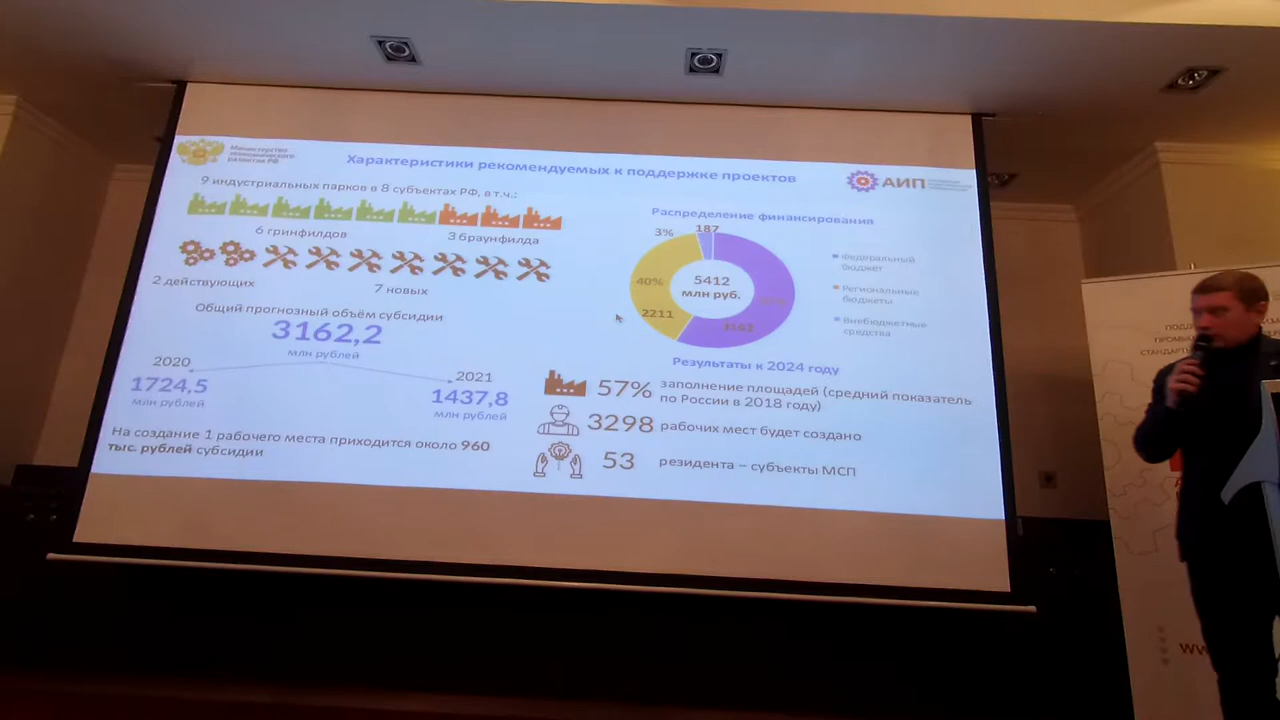 Министерство
экономического
развития РФ
Характеристики рекомендуемых к поддержке проектов
АИП
9 индустриальных парков в 8 субъектах РФ, в т.ч.:
6 гринфилдов
3 браунфилда
2 действующих
7 новых
Общий прогнозный объём субсидии
3162,2
млн рублей
2020
1724,5
млн рублей
2021
1437,8
млн рублей
На создание 1 рабочего места приходится около 960
тыс. рублей субсидии
Распределение финансирования
3%
187
40%
2211
5412
млн руб.
Федеральный
бюджет
Региональные
бюджеты
Внебюджетные
средства
Результаты к 2024 году
57%
заполнение площадей (средний показатель
по России в 2018 году)
3298
рабочих мест будет создано
53
резидента – субъекты МСП